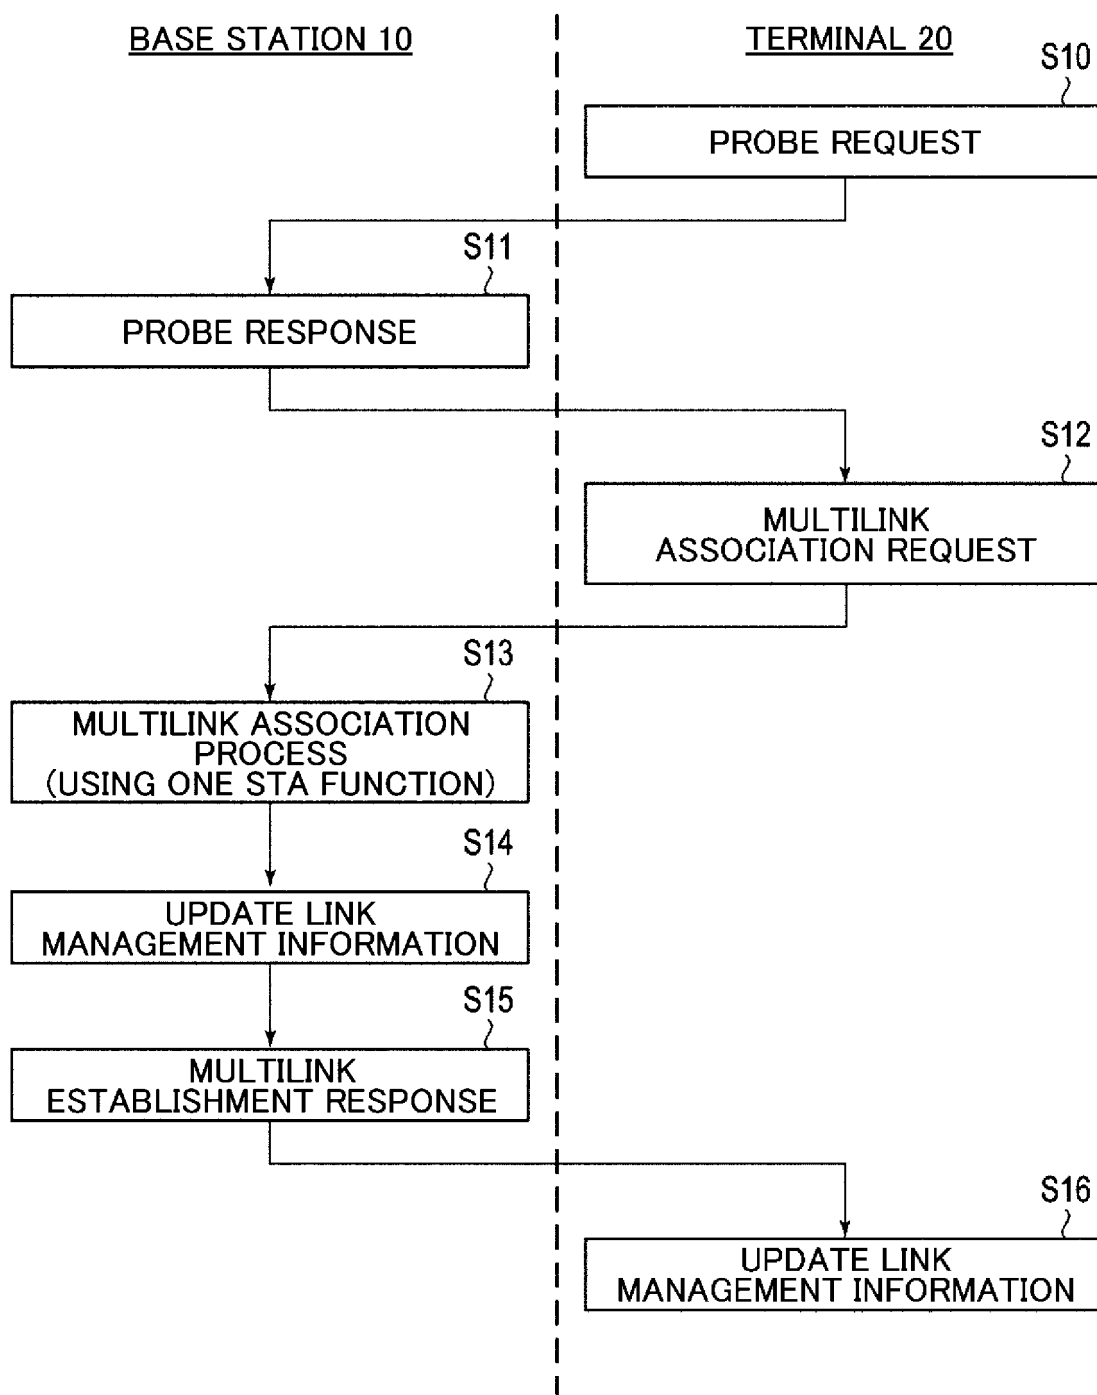 BASE STATION 10
TERMINAL 20
S10
PROBE REQUEST
S11
PROBE RESPONSE
S12
MULTILINK
ASSOCIATION REQUEST
S13
MULTILINK ASSOCIATION
PROCESS
(USING ONE STA FUNCTION)
S14
UPDATE LINK
MANAGEMENT INFORMATION
S15
MULTILINK
ESTABLISHMENT RESPONSE
S16
UPDATE LINK
MANAGEMENT INFORMATION